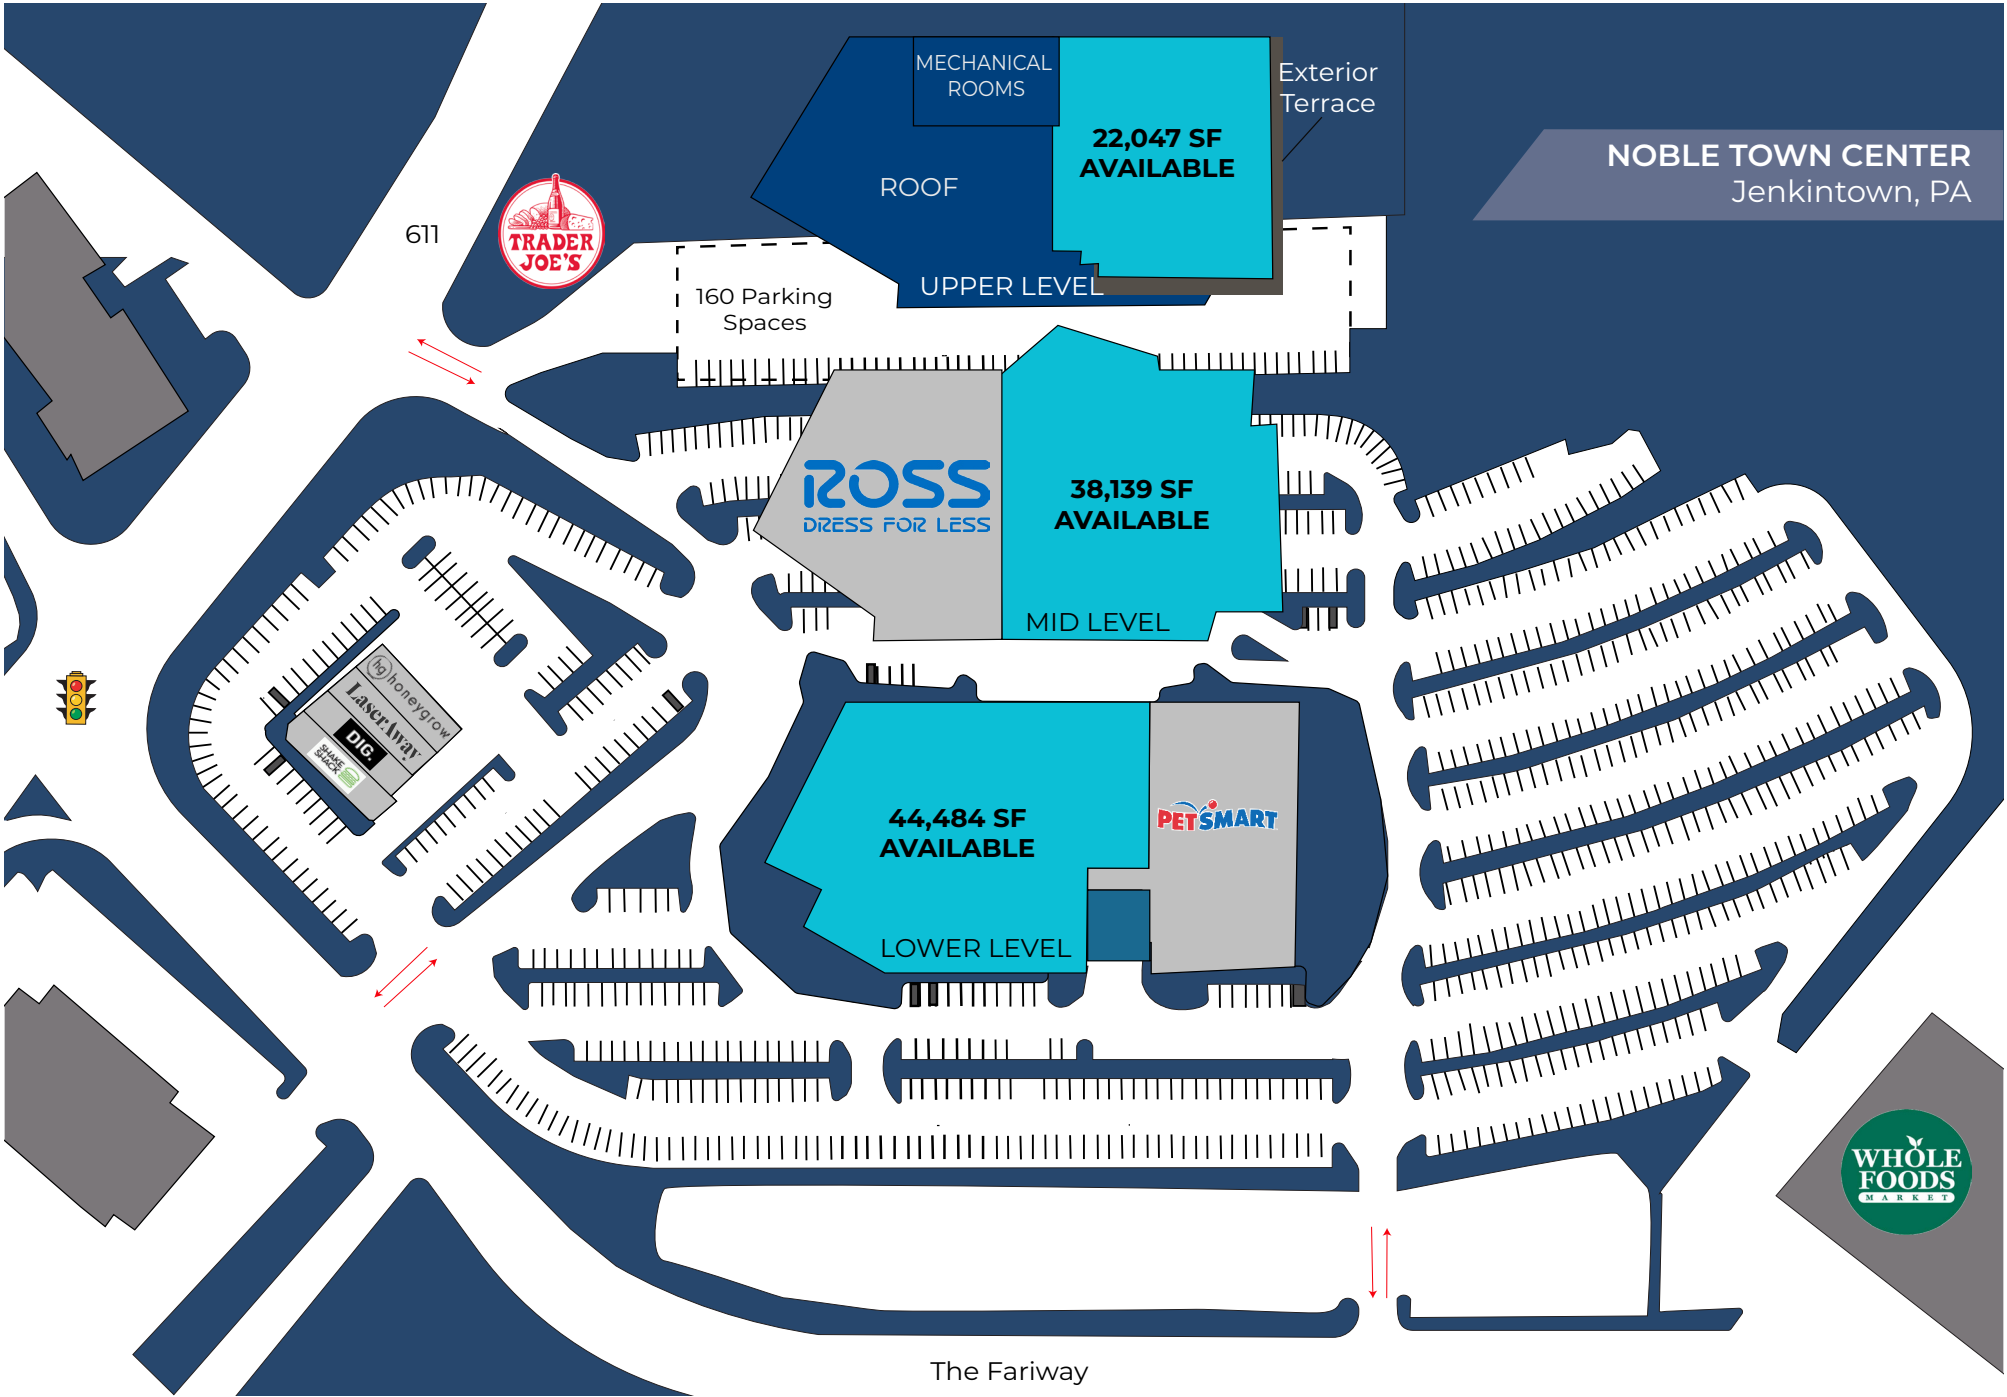 MECHANICAL
ROOMS
Exterior
Terrace
22,047 SF
AVAILABLE
NOBLE TOWN CENTER
Jenkintown, PA
ROOF
611
TRADER
JOE'S
UPPER LEVEL
160 Parking
Spaces
ROSS
DRESS FOR LESS
38,139 SF
AVAILABLE
MID LEVEL
hg honeygrow
LaserAway
DIG.
SHAKE
SHACK
44,484 SF
AVAILABLE
PETSMART
LOWER LEVEL
WHOLE
FOODS
MARKET
The Fariway